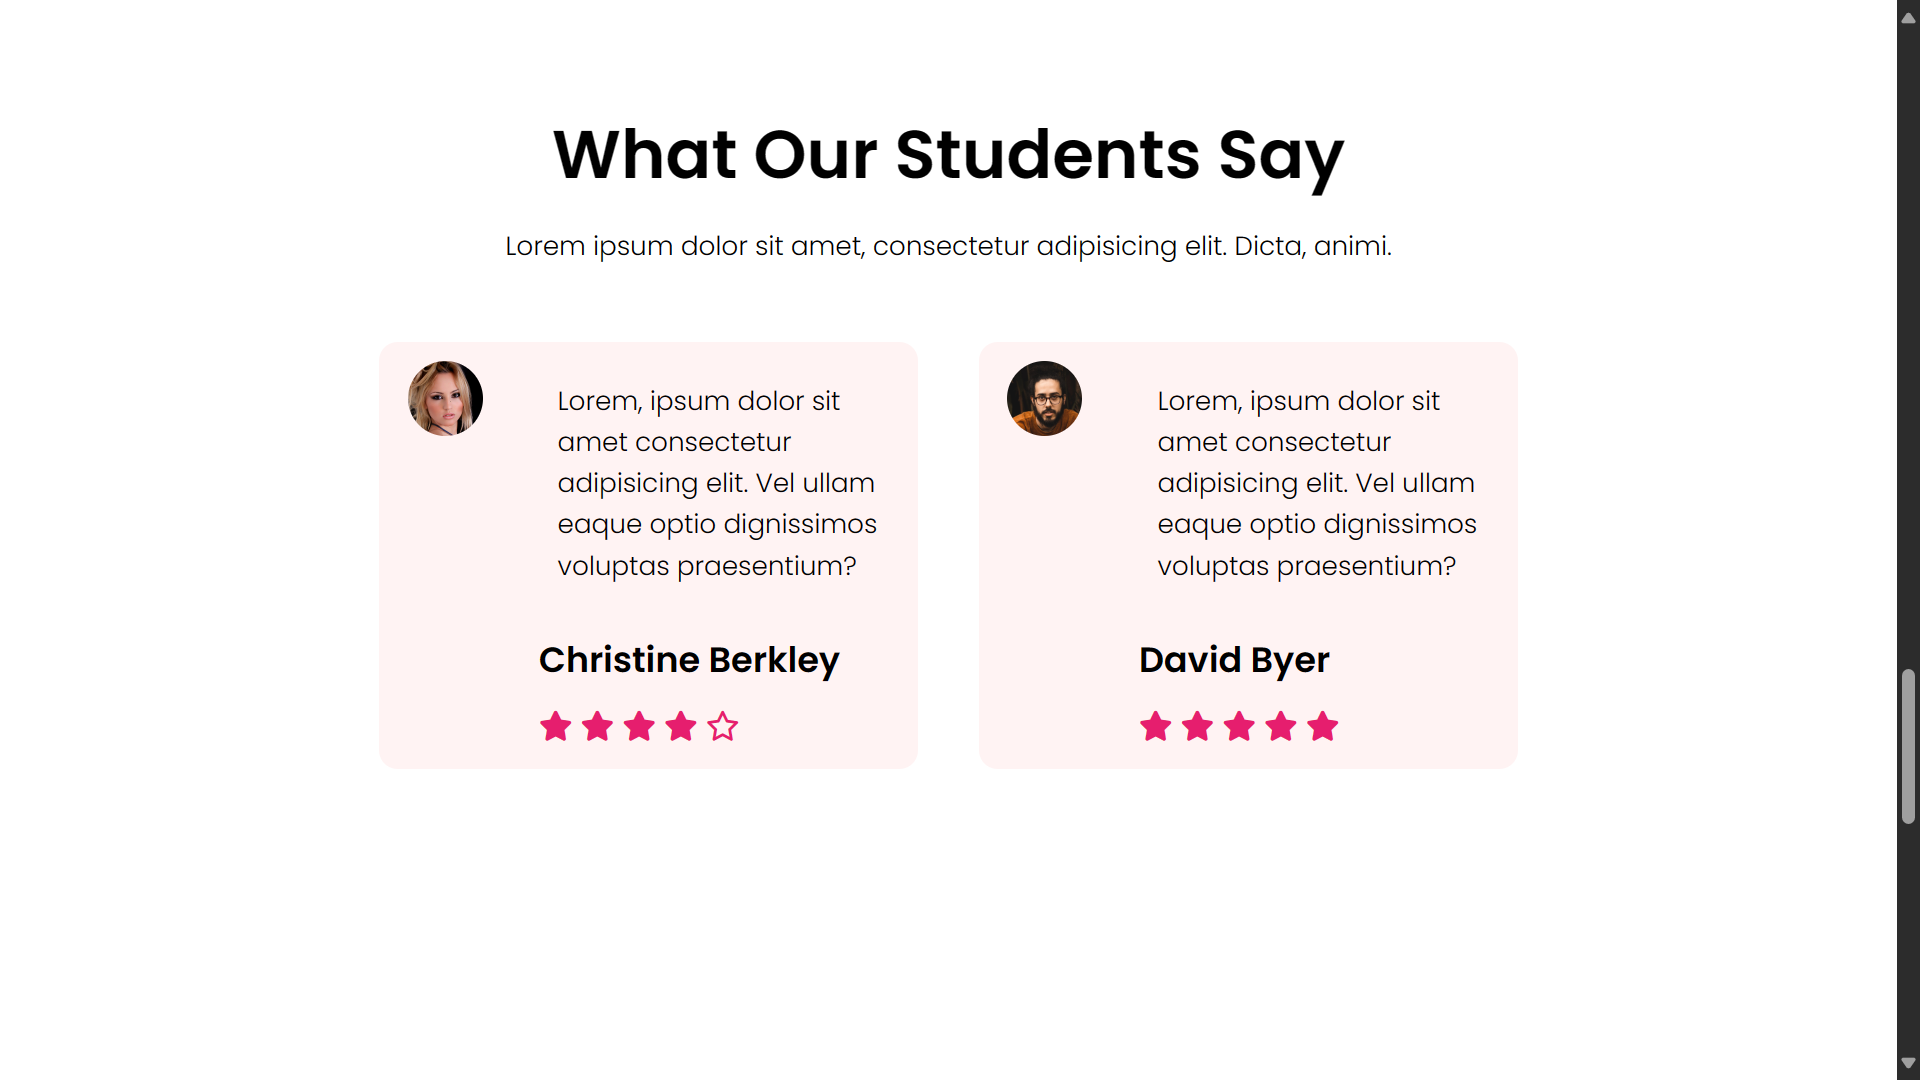 What Our Students Say
Lorem ipsum dolor sit amet, consectetur adipisicing elit. Dicta, animi.
Lorem, ipsum dolor sit
amet consectetur
adipisicing elit. Vel ullam
eaque optio dignissimos
voluptas praesentium?
Christine Berkley
Lorem, ipsum dolor sit
amet consectetur
adipisicing elit. Vel ullam
eaque optio dignissimos
voluptas praesentium?
David Byer